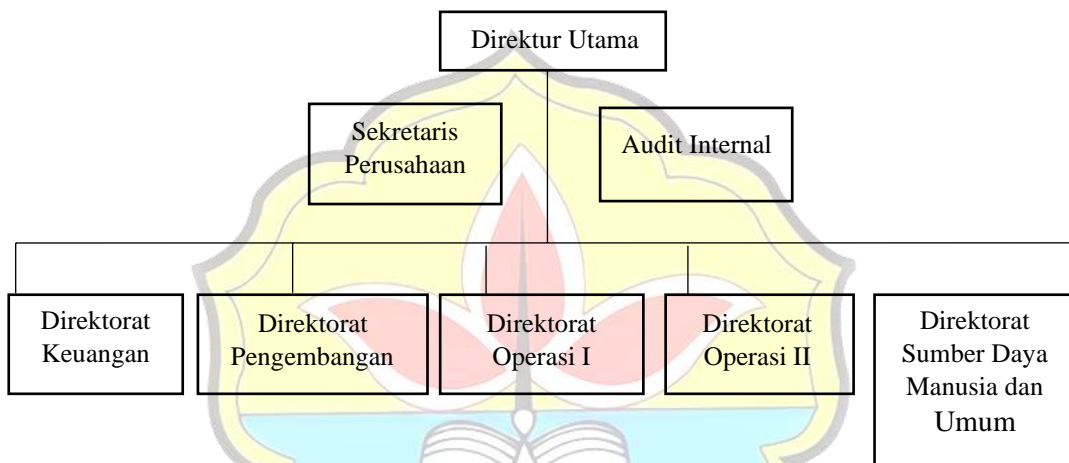 Direktur Utama
Sekretaris
Perusahaan
Audit Internal
Direktorat
Keuangan
Direktorat
Pengembangan
Direktorat
Operasi I
Direktorat
Operasi II
Direktorat
Sumber Daya
Manusia dan
Umum